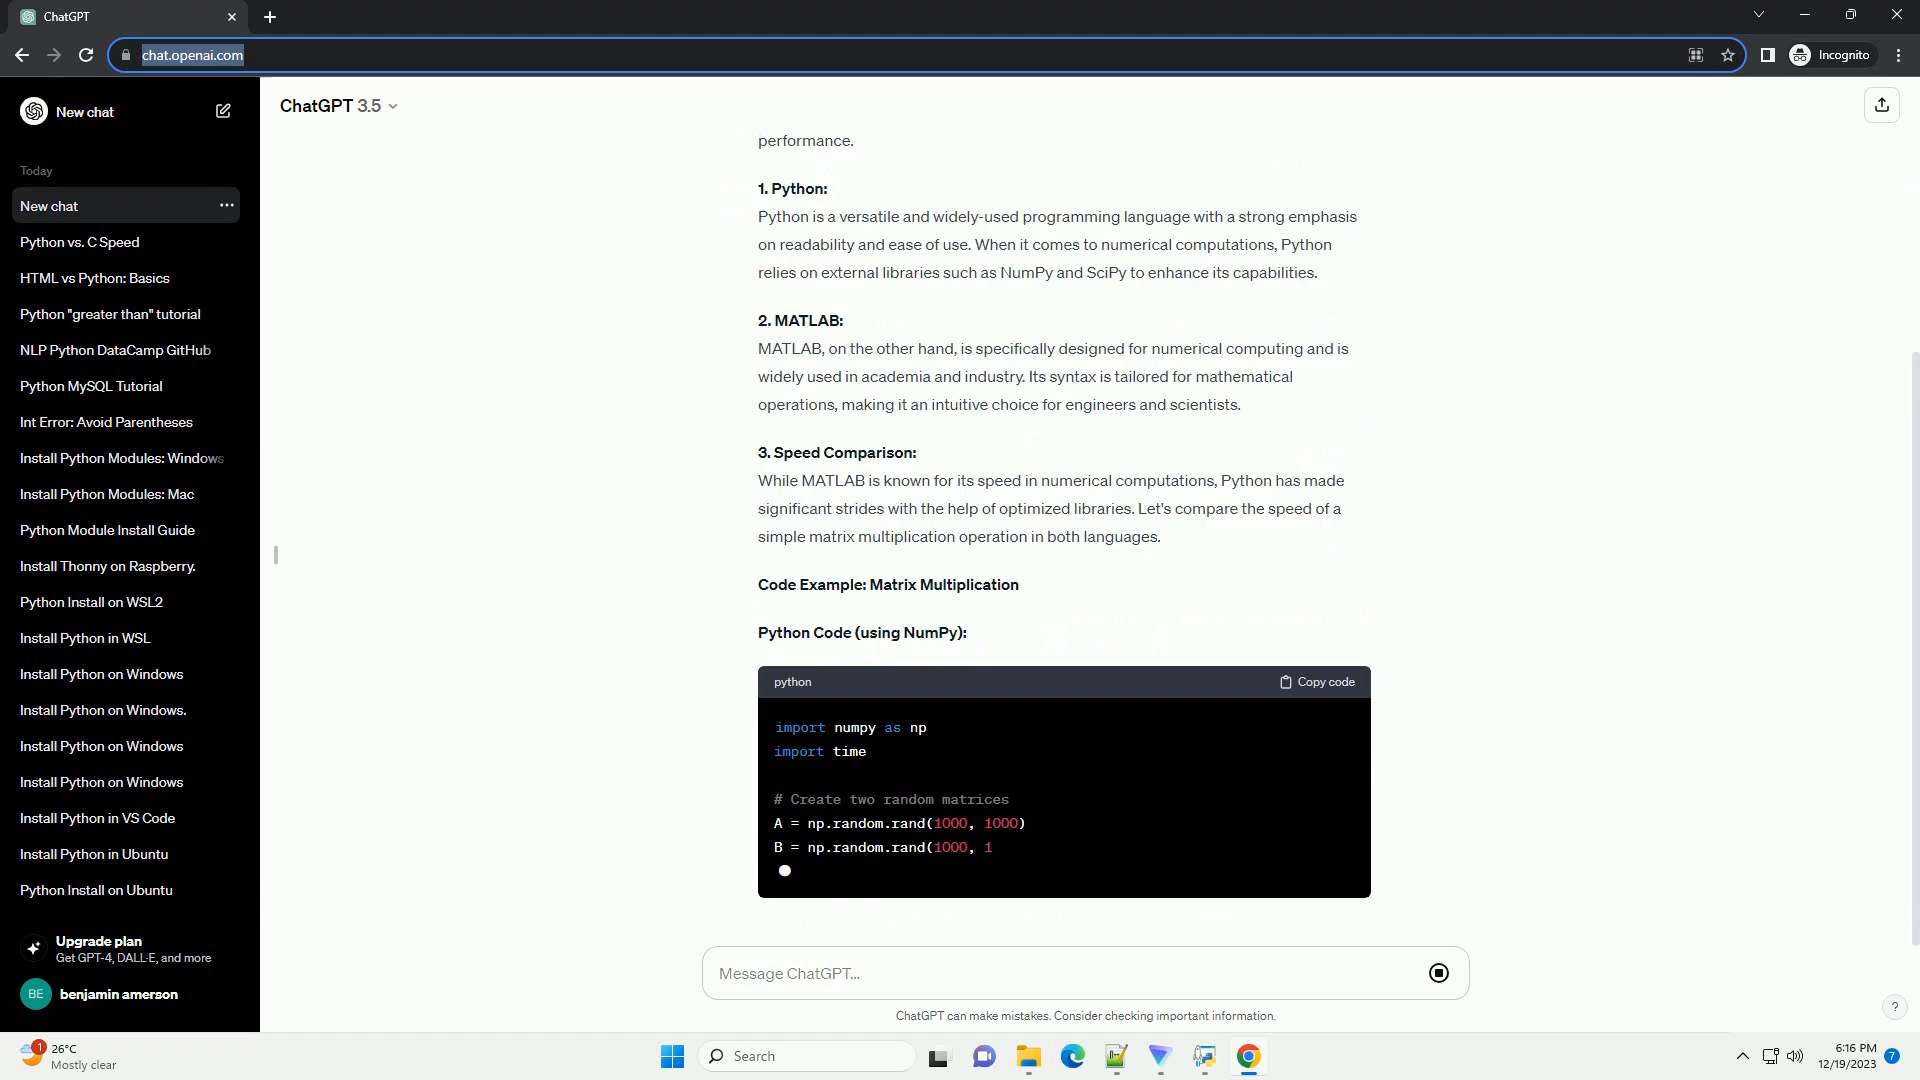 ChatGPT
chat.openai.com
Incognito
New chat
Today
New chat
Python vs. C Speed
HTML vs Python: Basics
Python "greater than" tutorial
NLP Python DataCamp GitHub
Python MySQL Tutorial
Int Error: Avoid Parentheses
Install Python Modules: Windows
Install Python Modules: Mac
Python Module Install Guide
Install Thonny on Raspberry.
Python Install on WSL2
Install Python in WSL
Install Python on Windows
Install Python on Windows.
Install Python on Windows
Install Python on Windows
Install Python in VS Code
Install Python in Ubuntu
Python Install on Ubuntu
Upgrade plan
Get GPT-4, DALL·E, and more
BE
benjamin amerson
ChatGPT 3.5
performance.
1. Python:
Python is a versatile and widely-used programming language with a strong emphasis
on readability and ease of use. When it comes to numerical computations, Python
relies on external libraries such as NumPy and SciPy to enhance its capabilities.
2. MATLAB:
MATLAB, on the other hand, is specifically designed for numerical computing and is
widely used in academia and industry. Its syntax is tailored for mathematical
operations, making it an intuitive choice for engineers and scientists.
3. Speed Comparison:
While MATLAB is known for its speed in numerical computations, Python has made
significant strides with the help of optimized libraries. Let's compare the speed of a
simple matrix multiplication operation in both languages.
Code Example: Matrix Multiplication
Python Code (using NumPy):
python Copy code
import numpy as np
import time
# Create two random matrices
A = np.random.rand(1000, 1000)
B = np.random.rand(1000, 1
Message ChatGPT...
ChatGPT can make mistakes. Consider checking important information.
?
1
26°C
Mostly clear
Search
6:16 PM
12/19/2023
7